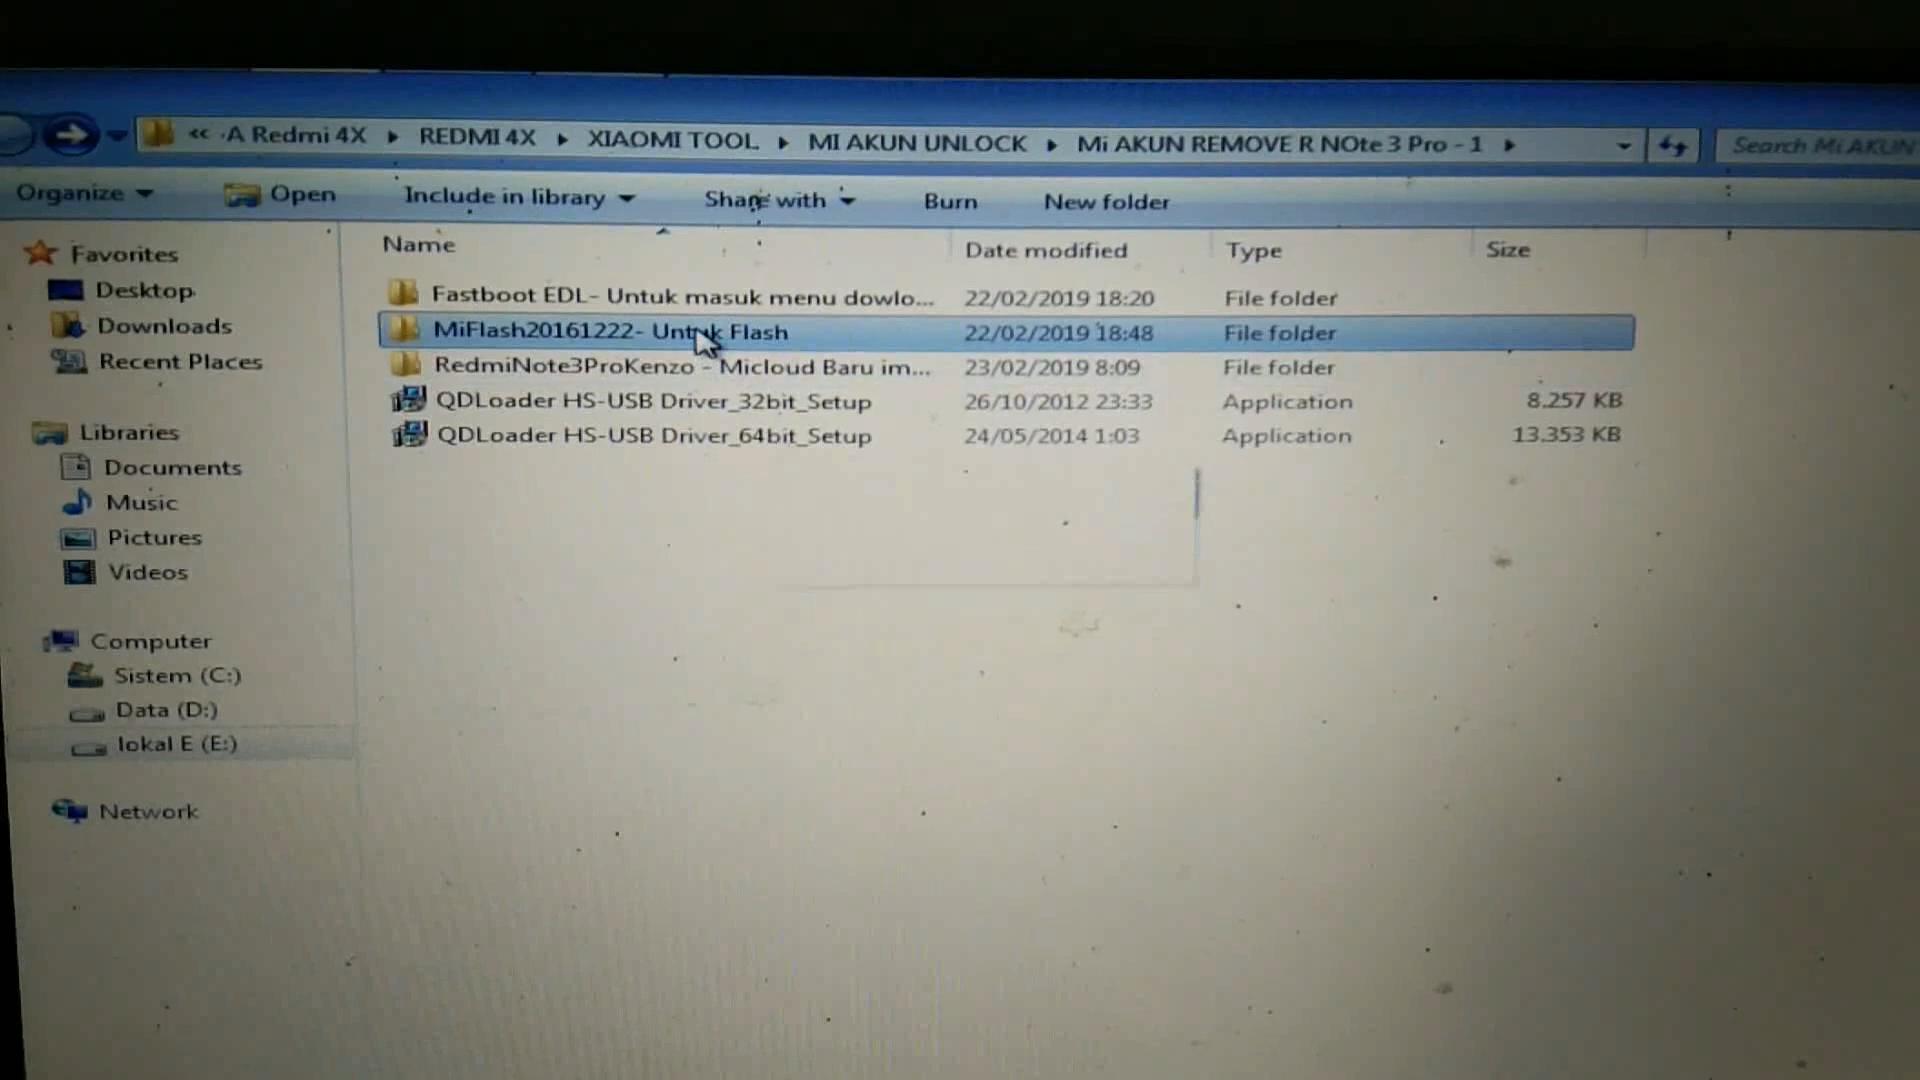 « ·A Redmi 4X ▸ REDMI 4X ▸ XIAOMI TOOL ▸ MI AKUN UNLOCK ▸ Mi AKUN REMOVE R NOte 3 Pro - 1 ▸ Search Mi AKUN
Organize Open Include in library Share with Burn New folder
Name Date modified Type Size
Favorites
Desktop
Downloads
Recent Places
Libraries
Documents
Music
Pictures
Videos
Computer
Sistem (C:)
Data (D:)
lokal E (E:)
Network
Fastboot EDL- Untuk masuk menu dowlo... 22/02/2019 18:20 File folder
MiFlash20161222- Untuk Flash 22/02/2019 18:48 File folder
RedmiNote3ProKenzo - Micloud Baru im... 23/02/2019 8:09 File folder
QDLoader HS-USB Driver_32bit_Setup 26/10/2012 23:33 Application 8.257 KB
QDLoader HS-USB Driver_64bit_Setup 24/05/2014 1:03 Application 13.353 KB